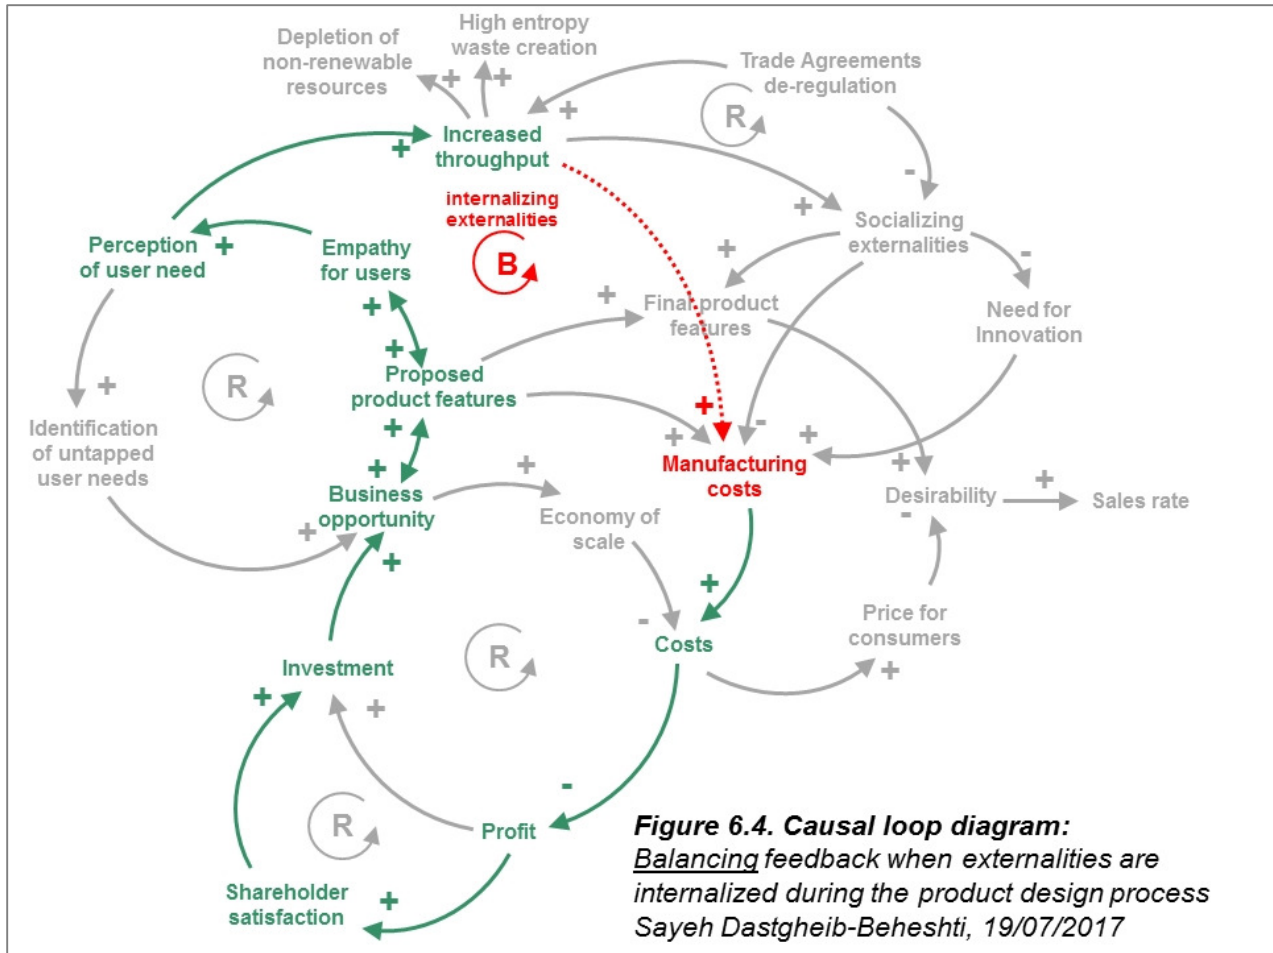 High entropy
waste creation
Depletion of
non-renewable
resources
+
+
Trade Agreements
de-regulation
+
R
Increased
throughput
+
-
internalizing
externalities
B
+
Socializing
externalities
Perception
of user need
+
Empathy
for users
+
-
+
+
Final product
features
Need for
Innovation
+
Proposed
product features
R
+
Identification
of untapped
user needs
+
+
+
-
+
Manufacturing
costs
+
+
Business
opportunity
+
Economy of
scale
+
-
Desirability
+
Sales rate
+
+
+
-
Costs
Price for
consumers
+
R
Investment
+
+
-
R
Profit
Shareholder
satisfaction
+
Figure 6.4. Causal loop diagram:
Balancing feedback when externalities are
internalized during the product design process
Sayeh Dastgheib-Beheshti, 19/07/2017